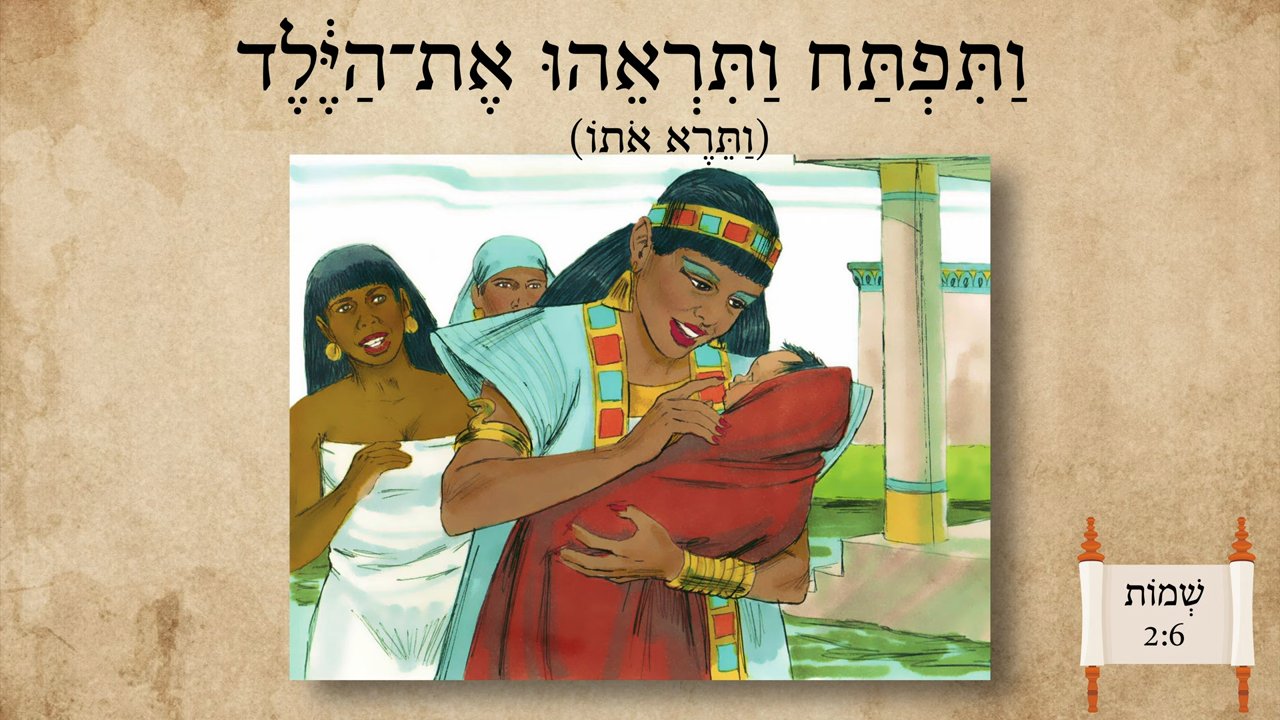 וַתִּפְתַּח וַתִּרְאֵהוּ אֶת־הַיֶּ֔לֶד
(וַתֵּרֶא אֹתוֹ)
שְׁמוֹת
2:6